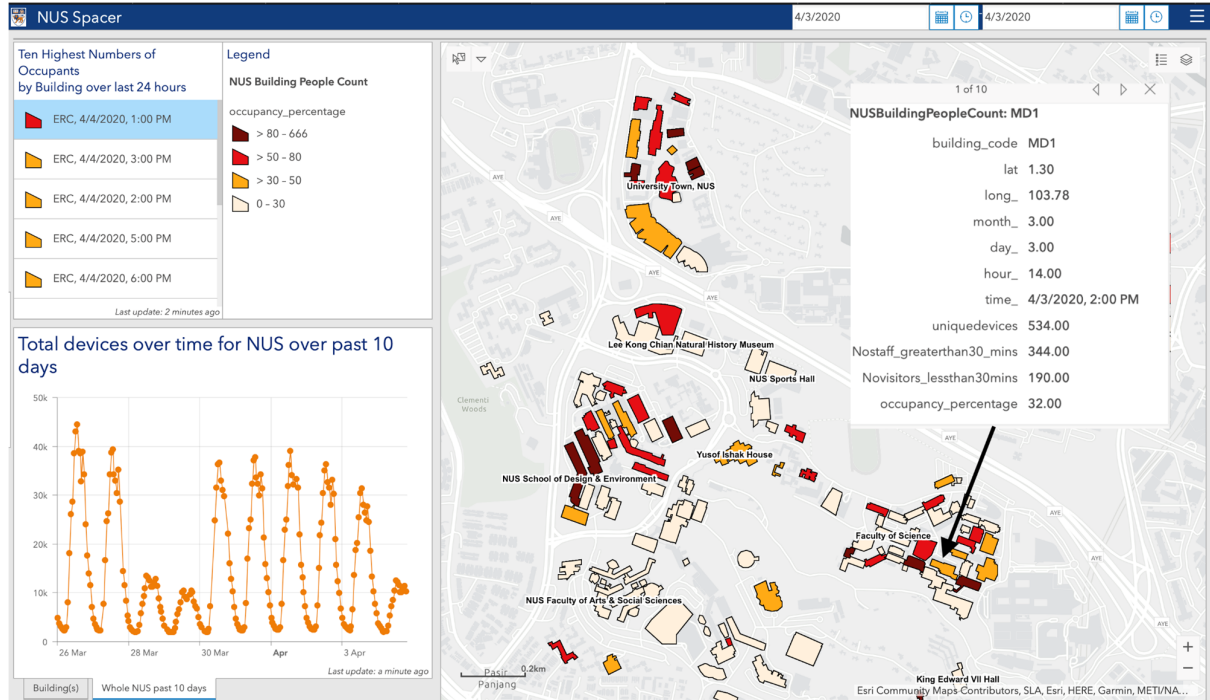 NUS Spacer
4/3/2020
4/3/2020
Ten Highest Numbers of
Occupants
by Building over last 24 hours
ERC, 4/4/2020, 1:00 PM
ERC, 4/4/2020, 3:00 PM
ERC, 4/4/2020, 2:00 PM
ERC, 4/4/2020, 5:00 PM
ERC, 4/4/2020, 6:00 PM
Last update: 2 minutes ago
Legend
NUS Building People Count
occupancy_percentage
> 80 - 666
> 50 - 80
> 30 - 50
0 - 30
Total devices over time for NUS over past 10
days
50k
40k
30k
20k
10k
0
26 Mar
28 Mar
30 Mar
Apr
3 Apr
Last update: a minute ago
Building(s)
Whole NUS past 10 days
1 of 10
NUSBuildingPeopleCount: MD1
building_code MD1
lat 1.30
long_ 103.78
month_ 3.00
day_ 3.00
hour_ 14.00
time_ 4/3/2020, 2:00 PM
uniquedevices 534.00
Nostaff_greaterthan30_mins 344.00
Novisitors_lessthan30mins 190.00
occupancy_percentage 32.00
University Town, NUS
AYE
AYE
AYE
AYE
Lee Kong Chian Natural History Museum
NUS Sports Hall
Clementi
Woods
AYE
Yusof Ishak House
NUS School of Design & Environment
AYE
Faculty of Science
AYE
NUS Faculty of Arts & Social Sciences
Pasir
Panjang
0.2km
King Edward VII Hall
Esri Community Maps Contributors, SLA, Esri, HERE, Garmin, METI/NA...
+
−